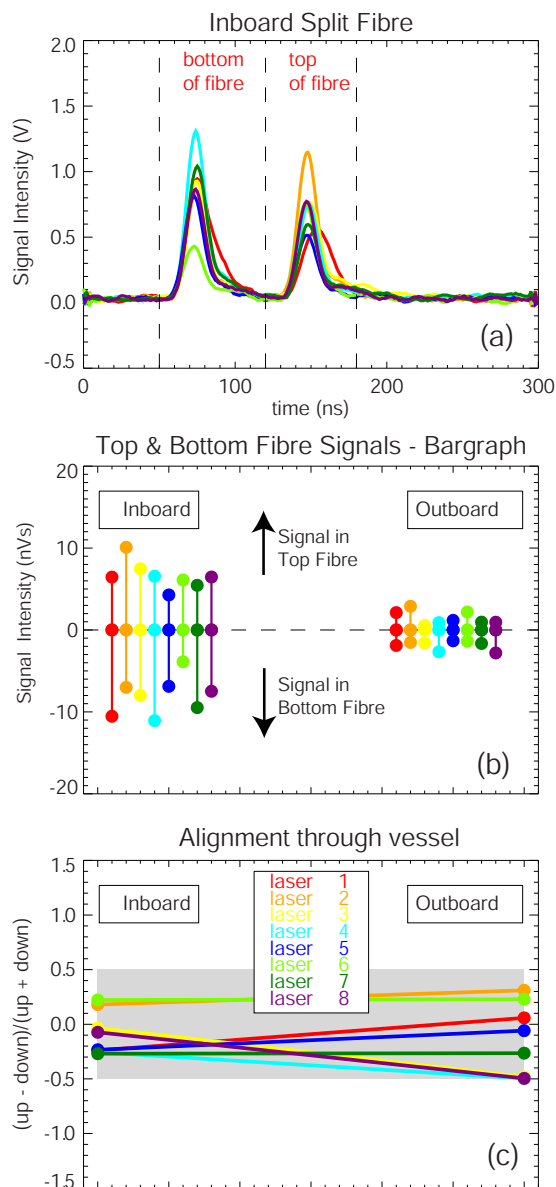 Inboard Split Fibre
2.0
1.5
1.0
0.5
0.0
-0.5
Signal Intensity (V)
bottom
of fibre
top
of fibre
(a)
0
100
200
300
time (ns)
Top & Bottom Fibre Signals - Bargraph
20
10
0
-10
-20
Signal Intensity (nVs)
Inboard
Outboard
Signal in
Top Fibre
Signal in
Bottom Fibre
(b)
Alignment through vessel
1.5
1.0
0.5
0.0
-0.5
-1.0
-1.5
(up - down)/(up + down)
Inboard
Outboard
laser 1
laser 2
laser 3
laser 4
laser 5
laser 6
laser 7
laser 8
(c)